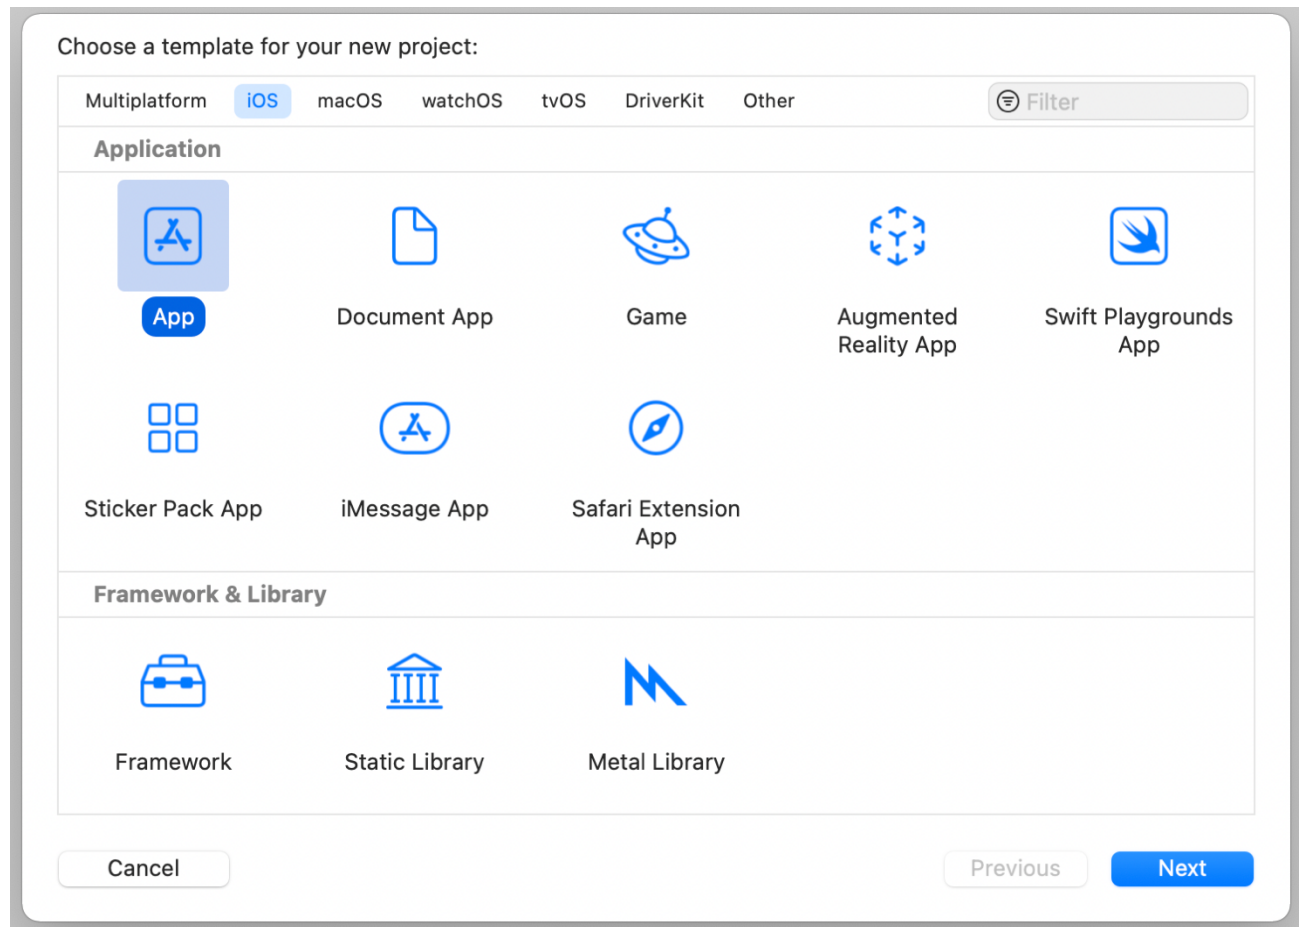 Choose a template for your new project:
Multiplatform iOS macOS watchOS tvOS DriverKit Other Filter
Application
App Document App Game Augmented Reality App Swift Playgrounds App
Sticker Pack App iMessage App Safari Extension App
Framework & Library
Framework Static Library Metal Library
Cancel Previous Next